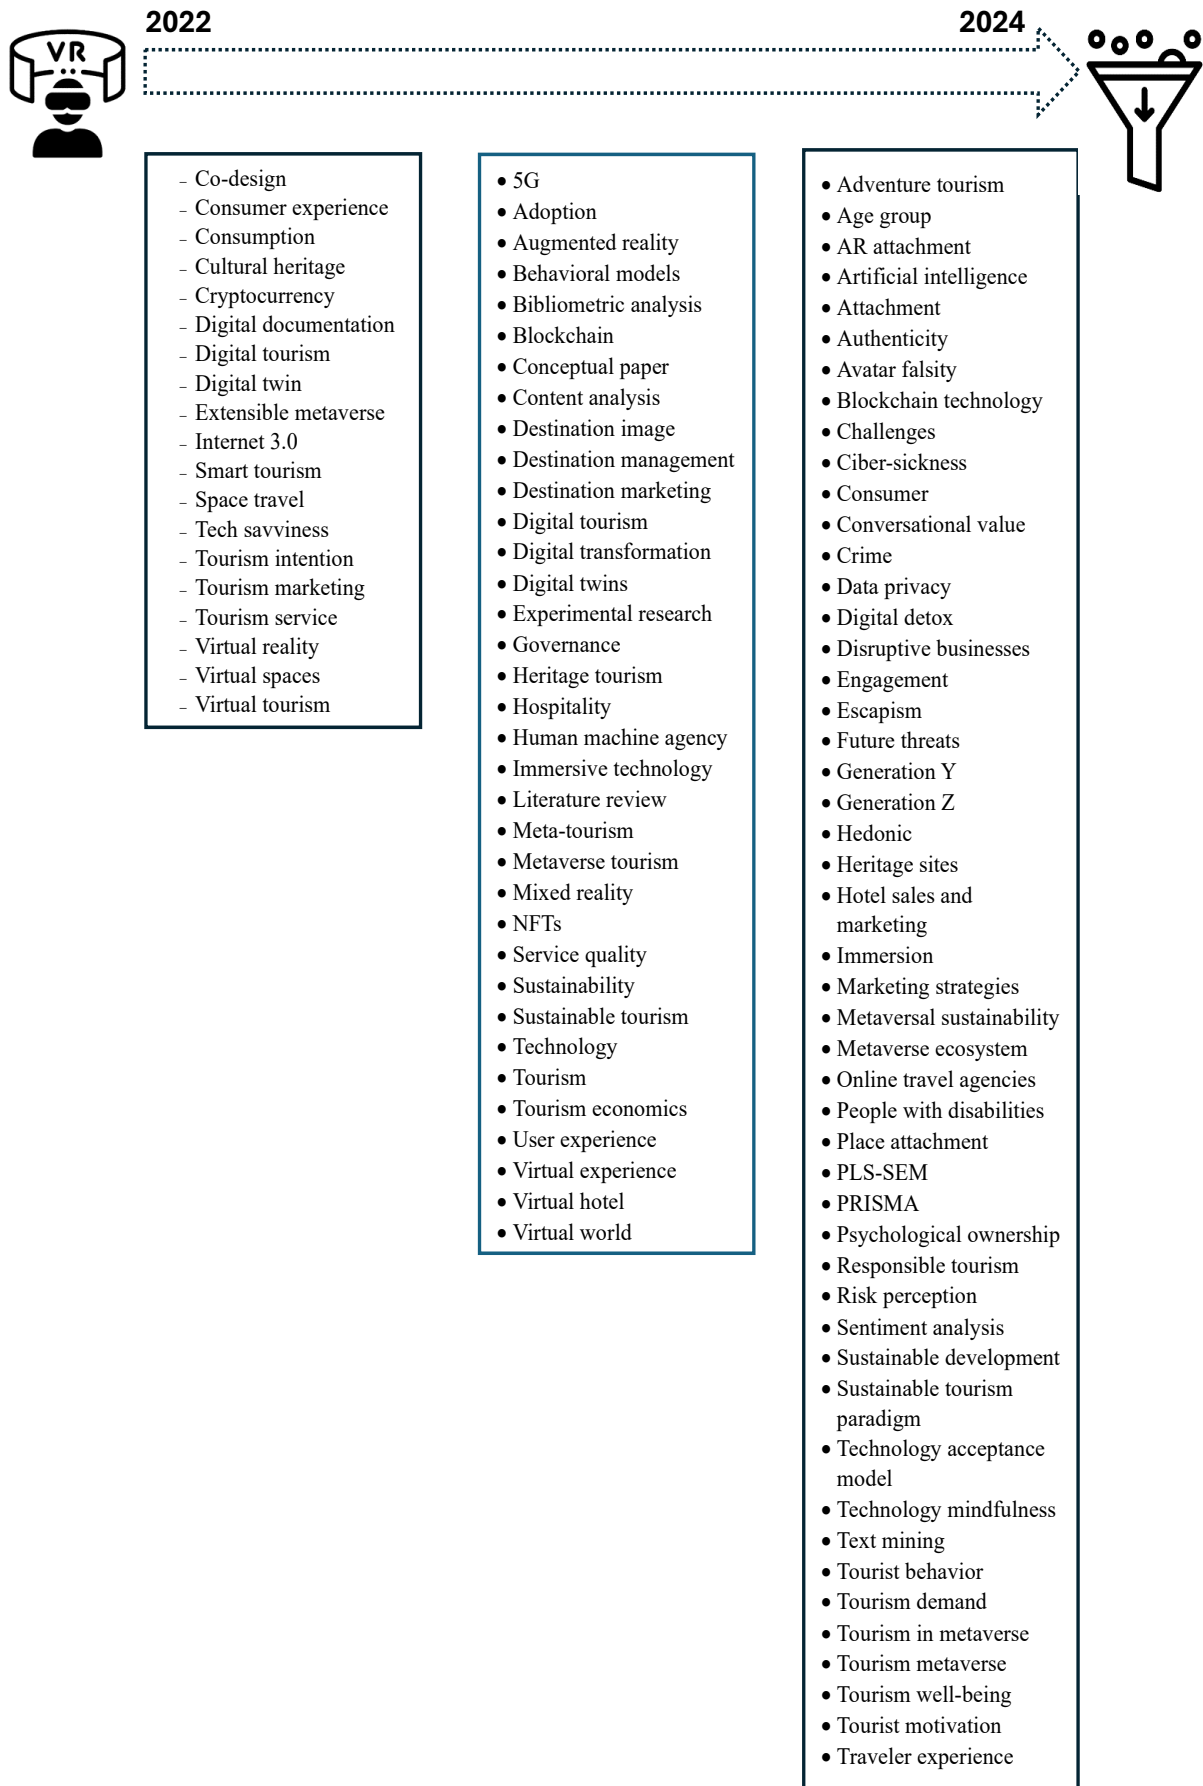 2022
2024
VR
– Co-design
– Consumer experience
– Consumption
– Cultural heritage
– Cryptocurrency
– Digital documentation
– Digital tourism
– Digital twin
– Extensible metaverse
– Internet 3.0
– Smart tourism
– Space travel
– Tech savviness
– Tourism intention
– Tourism marketing
– Tourism service
– Virtual reality
– Virtual spaces
– Virtual tourism
• 5G
• Adoption
• Augmented reality
• Behavioral models
• Bibliometric analysis
• Blockchain
• Conceptual paper
• Content analysis
• Destination image
• Destination management
• Destination marketing
• Digital tourism
• Digital transformation
• Digital twins
• Experimental research
• Governance
• Heritage tourism
• Hospitality
• Human machine agency
• Immersive technology
• Literature review
• Meta-tourism
• Metaverse tourism
• Mixed reality
• NFTs
• Service quality
• Sustainability
• Sustainable tourism
• Technology
• Tourism
• Tourism economics
• User experience
• Virtual experience
• Virtual hotel
• Virtual world
• Adventure tourism
• Age group
• AR attachment
• Artificial intelligence
• Attachment
• Authenticity
• Avatar falsity
• Blockchain technology
• Challenges
• Ciber-sickness
• Consumer
• Conversational value
• Crime
• Data privacy
• Digital detox
• Disruptive businesses
• Engagement
• Escapism
• Future threats
• Generation Y
• Generation Z
• Hedonic
• Heritage sites
• Hotel sales and
marketing
• Immersion
• Marketing strategies
• Metaversal sustainability
• Metaverse ecosystem
• Online travel agencies
• People with disabilities
• Place attachment
• PLS-SEM
• PRISMA
• Psychological ownership
• Responsible tourism
• Risk perception
• Sentiment analysis
• Sustainable development
• Sustainable tourism
paradigm
• Technology acceptance
model
• Technology mindfulness
• Text mining
• Tourist behavior
• Tourism demand
• Tourism in metaverse
• Tourism metaverse
• Tourism well-being
• Tourist motivation
• Traveler experience